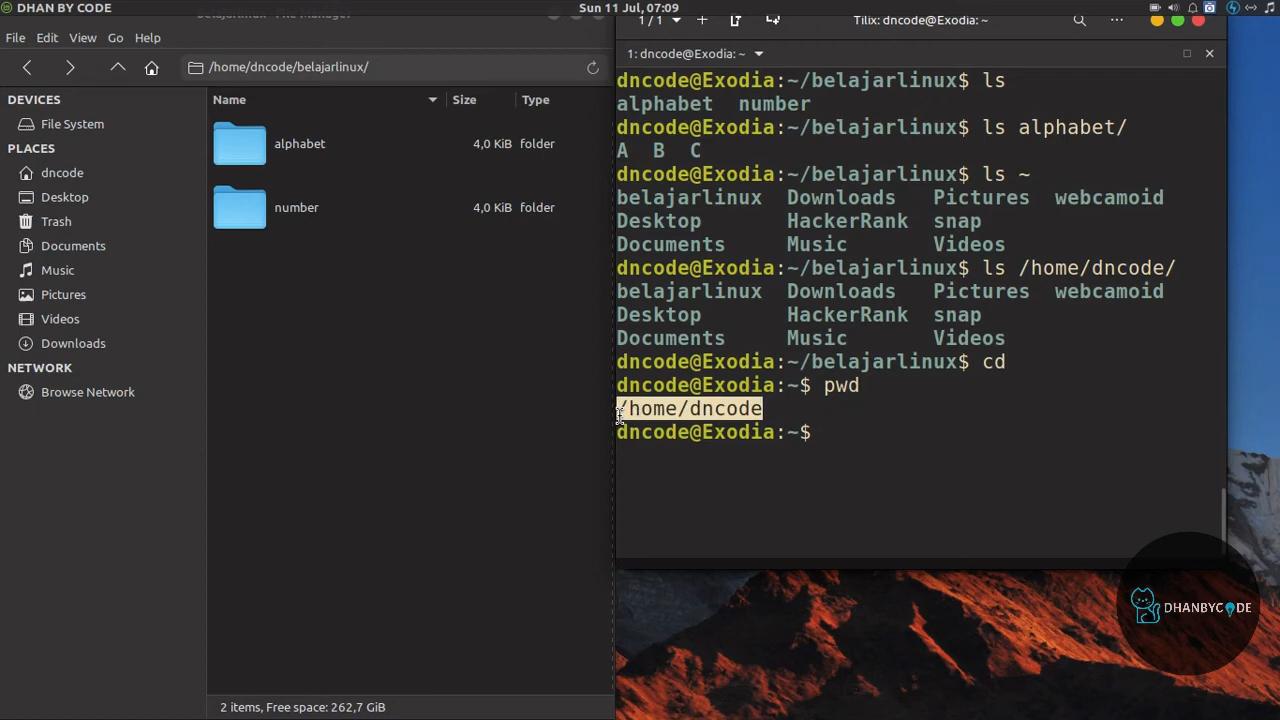 DHAN BY CODE
Sun 11 Jul, 07:09
File Edit View Go Help
/home/dncode/belajarlinux/
DEVICES
File System
PLACES
dncode
Desktop
Trash
Documents
Music
Pictures
Videos
Downloads
NETWORK
Browse Network
Name Size Type
alphabet 4,0 KiB folder
number 4,0 KiB folder
2 items, Free space: 262,7 GiB
1 / 1 Tilix: dncode@Exodia: ~
1: dncode@Exodia: ~
dncode@Exodia:~/belajarlinux$ ls
alphabet number
dncode@Exodia:~/belajarlinux$ ls alphabet/
A B C
dncode@Exodia:~/belajarlinux$ ls ~
belajarlinux Downloads Pictures webcamoid
Desktop HackerRank snap
Documents Music Videos
dncode@Exodia:~/belajarlinux$ ls /home/dncode/
belajarlinux Downloads Pictures webcamoid
Desktop HackerRank snap
Documents Music Videos
dncode@Exodia:~/belajarlinux$ cd
dncode@Exodia:~$ pwd
/home/dncode
dncode@Exodia:~$
DHANBYCODE